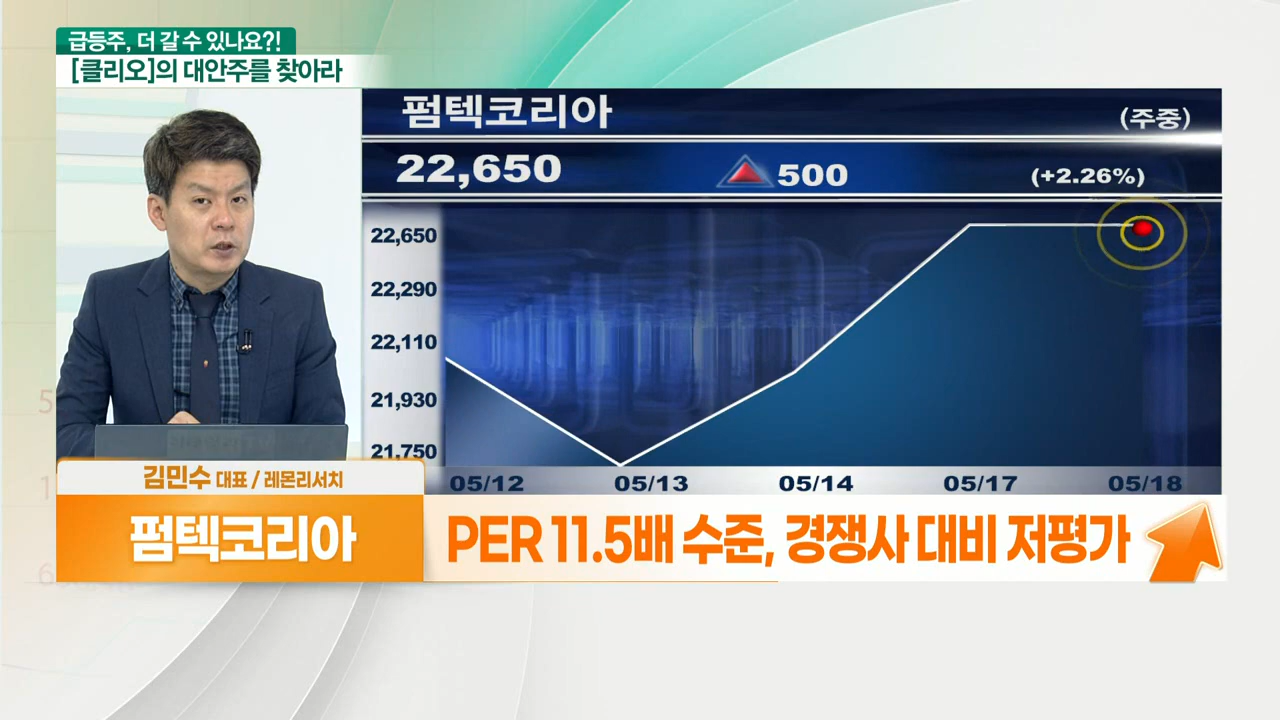 급등주, 더 갈 수 있나요?!
[클리오]의 대안주를 찾아라
펌텍코리아
(주중)
22,650
500
(+2.26%)
22,650
22,290
22,110
21,930
21,750
05/12 05/13 05/14 05/17 05/18
김민수 대표 / 레몬리서치
펌텍코리아
PER 11.5배 수준, 경쟁사 대비 저평가